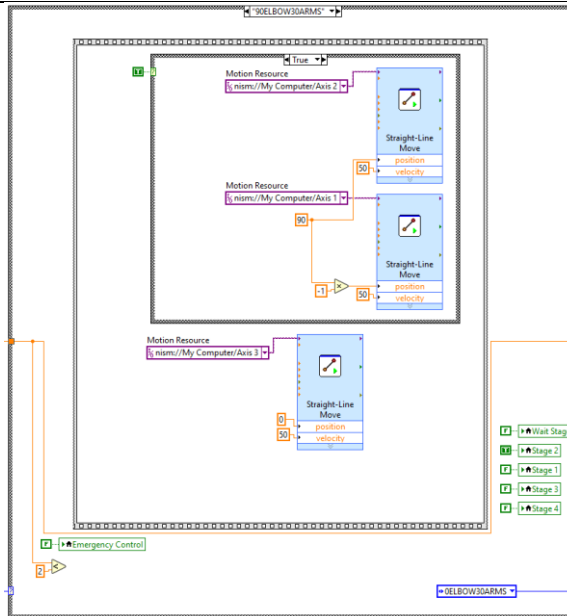 "90ELBOW30ARMS"
True
Motion Resource
nism://My Computer/Axis 2
Straight-Line
Move
position
50
velocity
Motion Resource
nism://My Computer/Axis 1
90
Straight-Line
Move
-1
position
50
velocity
Motion Resource
nism://My Computer/Axis 3
Straight-Line
Move
0
position
50
velocity
F
Wait Stag
T
Stage 2
F
Stage 1
F
Stage 3
F
Stage 4
F
Emergency Control
2
0ELBOW30ARMS